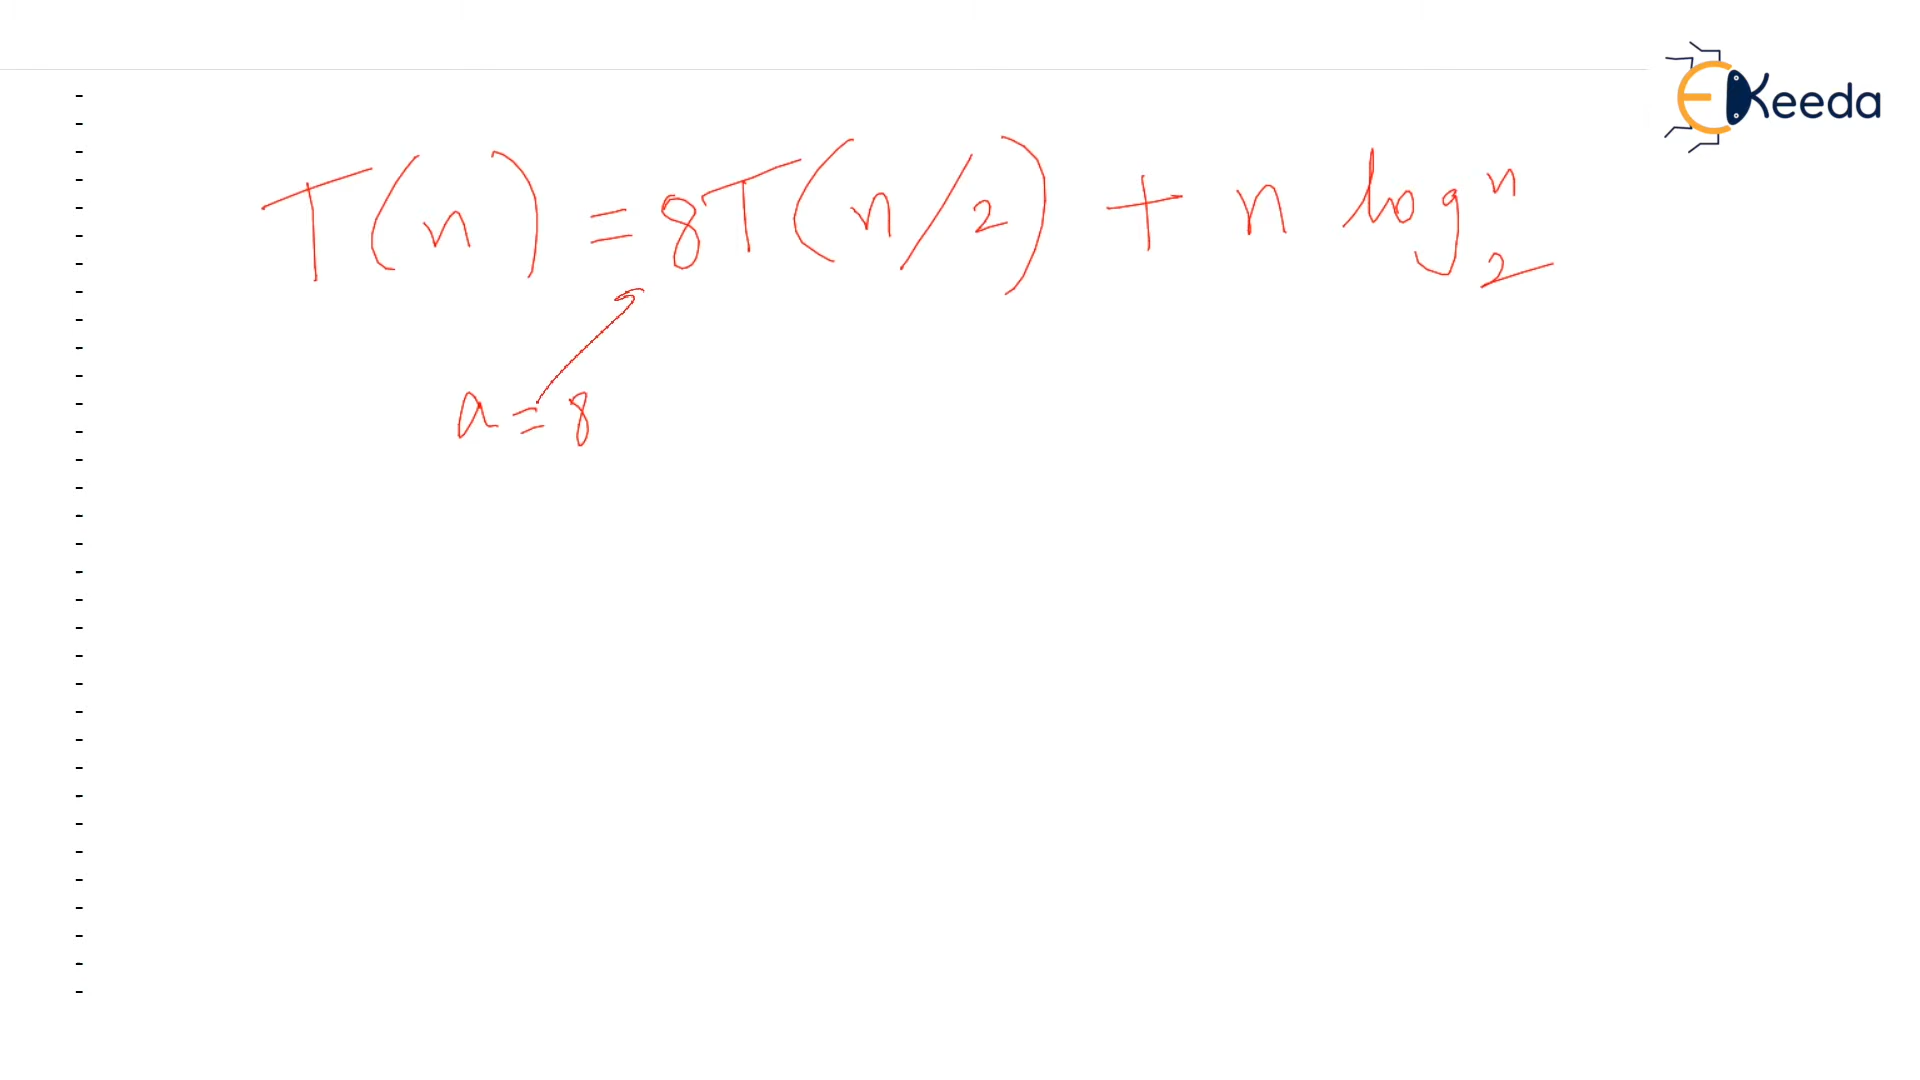 EKeeda
T(n) = 8T(n/2) + n log₂ⁿ
a = 8